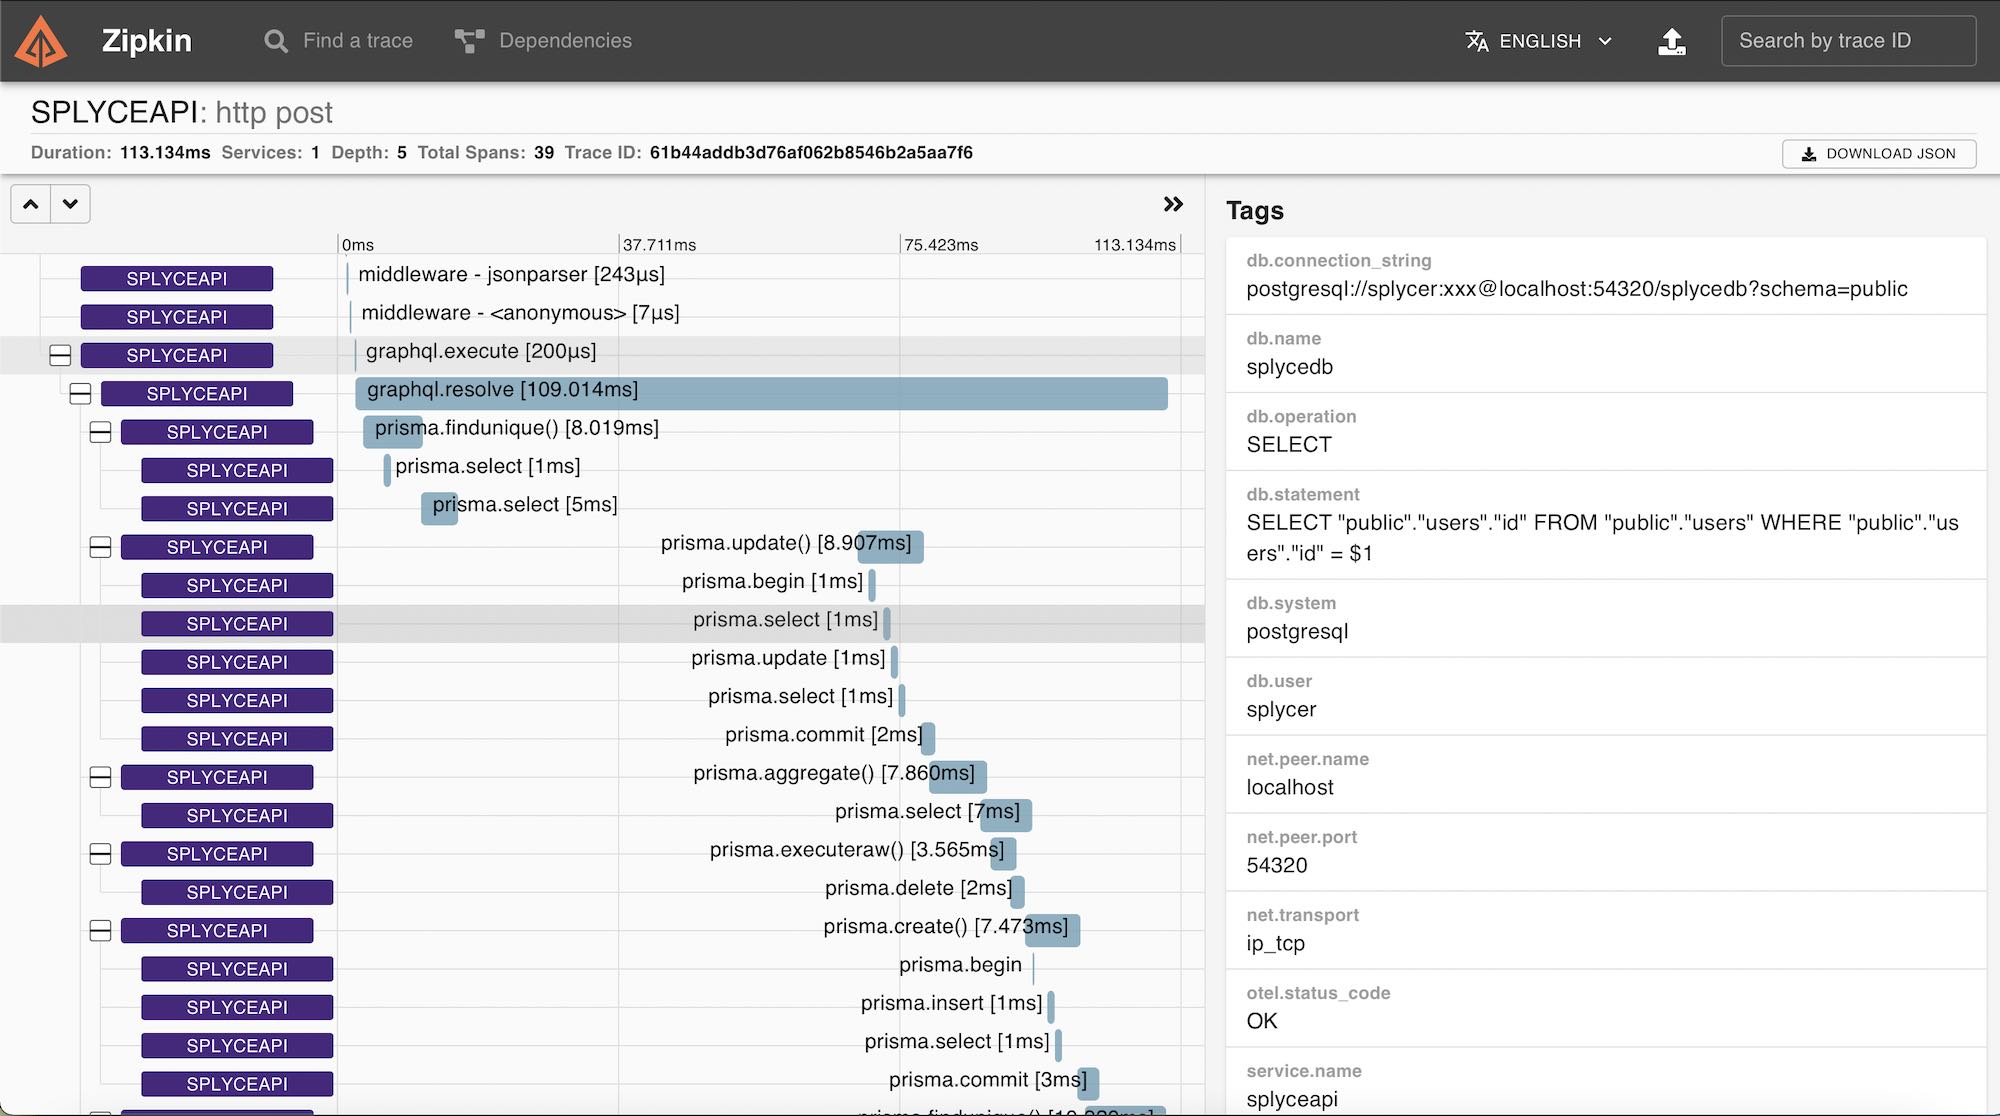 Zipkin
Find a trace
Dependencies
ENGLISH
Search by trace ID
SPLYCEAPI: http post
Duration: 113.134ms Services: 1 Depth: 5 Total Spans: 39 Trace ID: 61b44addb3d76af062b8546b2a5aa7f6
DOWNLOAD JSON
0ms 37.711ms 75.423ms 113.134ms
SPLYCEAPI middleware - jsonparser [243µs]
SPLYCEAPI middleware - <anonymous> [7µs]
SPLYCEAPI graphql.execute [200µs]
SPLYCEAPI graphql.resolve [109.014ms]
SPLYCEAPI prisma.findunique() [8.019ms]
SPLYCEAPI prisma.select [1ms]
SPLYCEAPI prisma.select [5ms]
SPLYCEAPI prisma.update() [8.907ms]
SPLYCEAPI prisma.begin [1ms]
SPLYCEAPI prisma.select [1ms]
SPLYCEAPI prisma.update [1ms]
SPLYCEAPI prisma.select [1ms]
SPLYCEAPI prisma.commit [2ms]
SPLYCEAPI prisma.aggregate() [7.860ms]
SPLYCEAPI prisma.select [7ms]
SPLYCEAPI prisma.executeraw() [3.565ms]
SPLYCEAPI prisma.delete [2ms]
SPLYCEAPI prisma.create() [7.473ms]
SPLYCEAPI prisma.begin
SPLYCEAPI prisma.insert [1ms]
SPLYCEAPI prisma.select [1ms]
SPLYCEAPI prisma.commit [3ms]
prisma.findunique()
Tags
db.connection_string
postgresql://splycer:xxx@localhost:54320/splycedb?schema=public
db.name
splycedb
db.operation
SELECT
db.statement
SELECT "public"."users"."id" FROM "public"."users" WHERE "public"."us
ers"."id" = $1
db.system
postgresql
db.user
splycer
net.peer.name
localhost
net.peer.port
54320
net.transport
ip_tcp
otel.status_code
OK
service.name
splyceapi